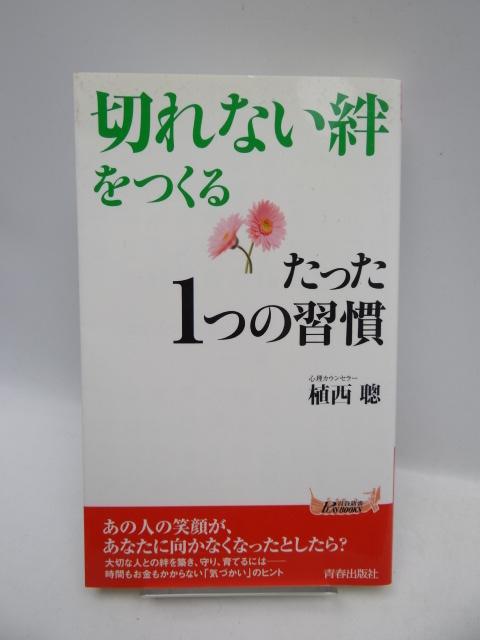 切れない絆
をつくる
たった
1つの習慣
心理カウンセラー
植西 聰
青春新書
PLAYBOOKS
あの人の笑顔が、
あなたに向かなくなったとしたら？
大切な人との絆を築き、守り、育てるには――
時間もお金もかからない「気づかい」のヒント
青春出版社